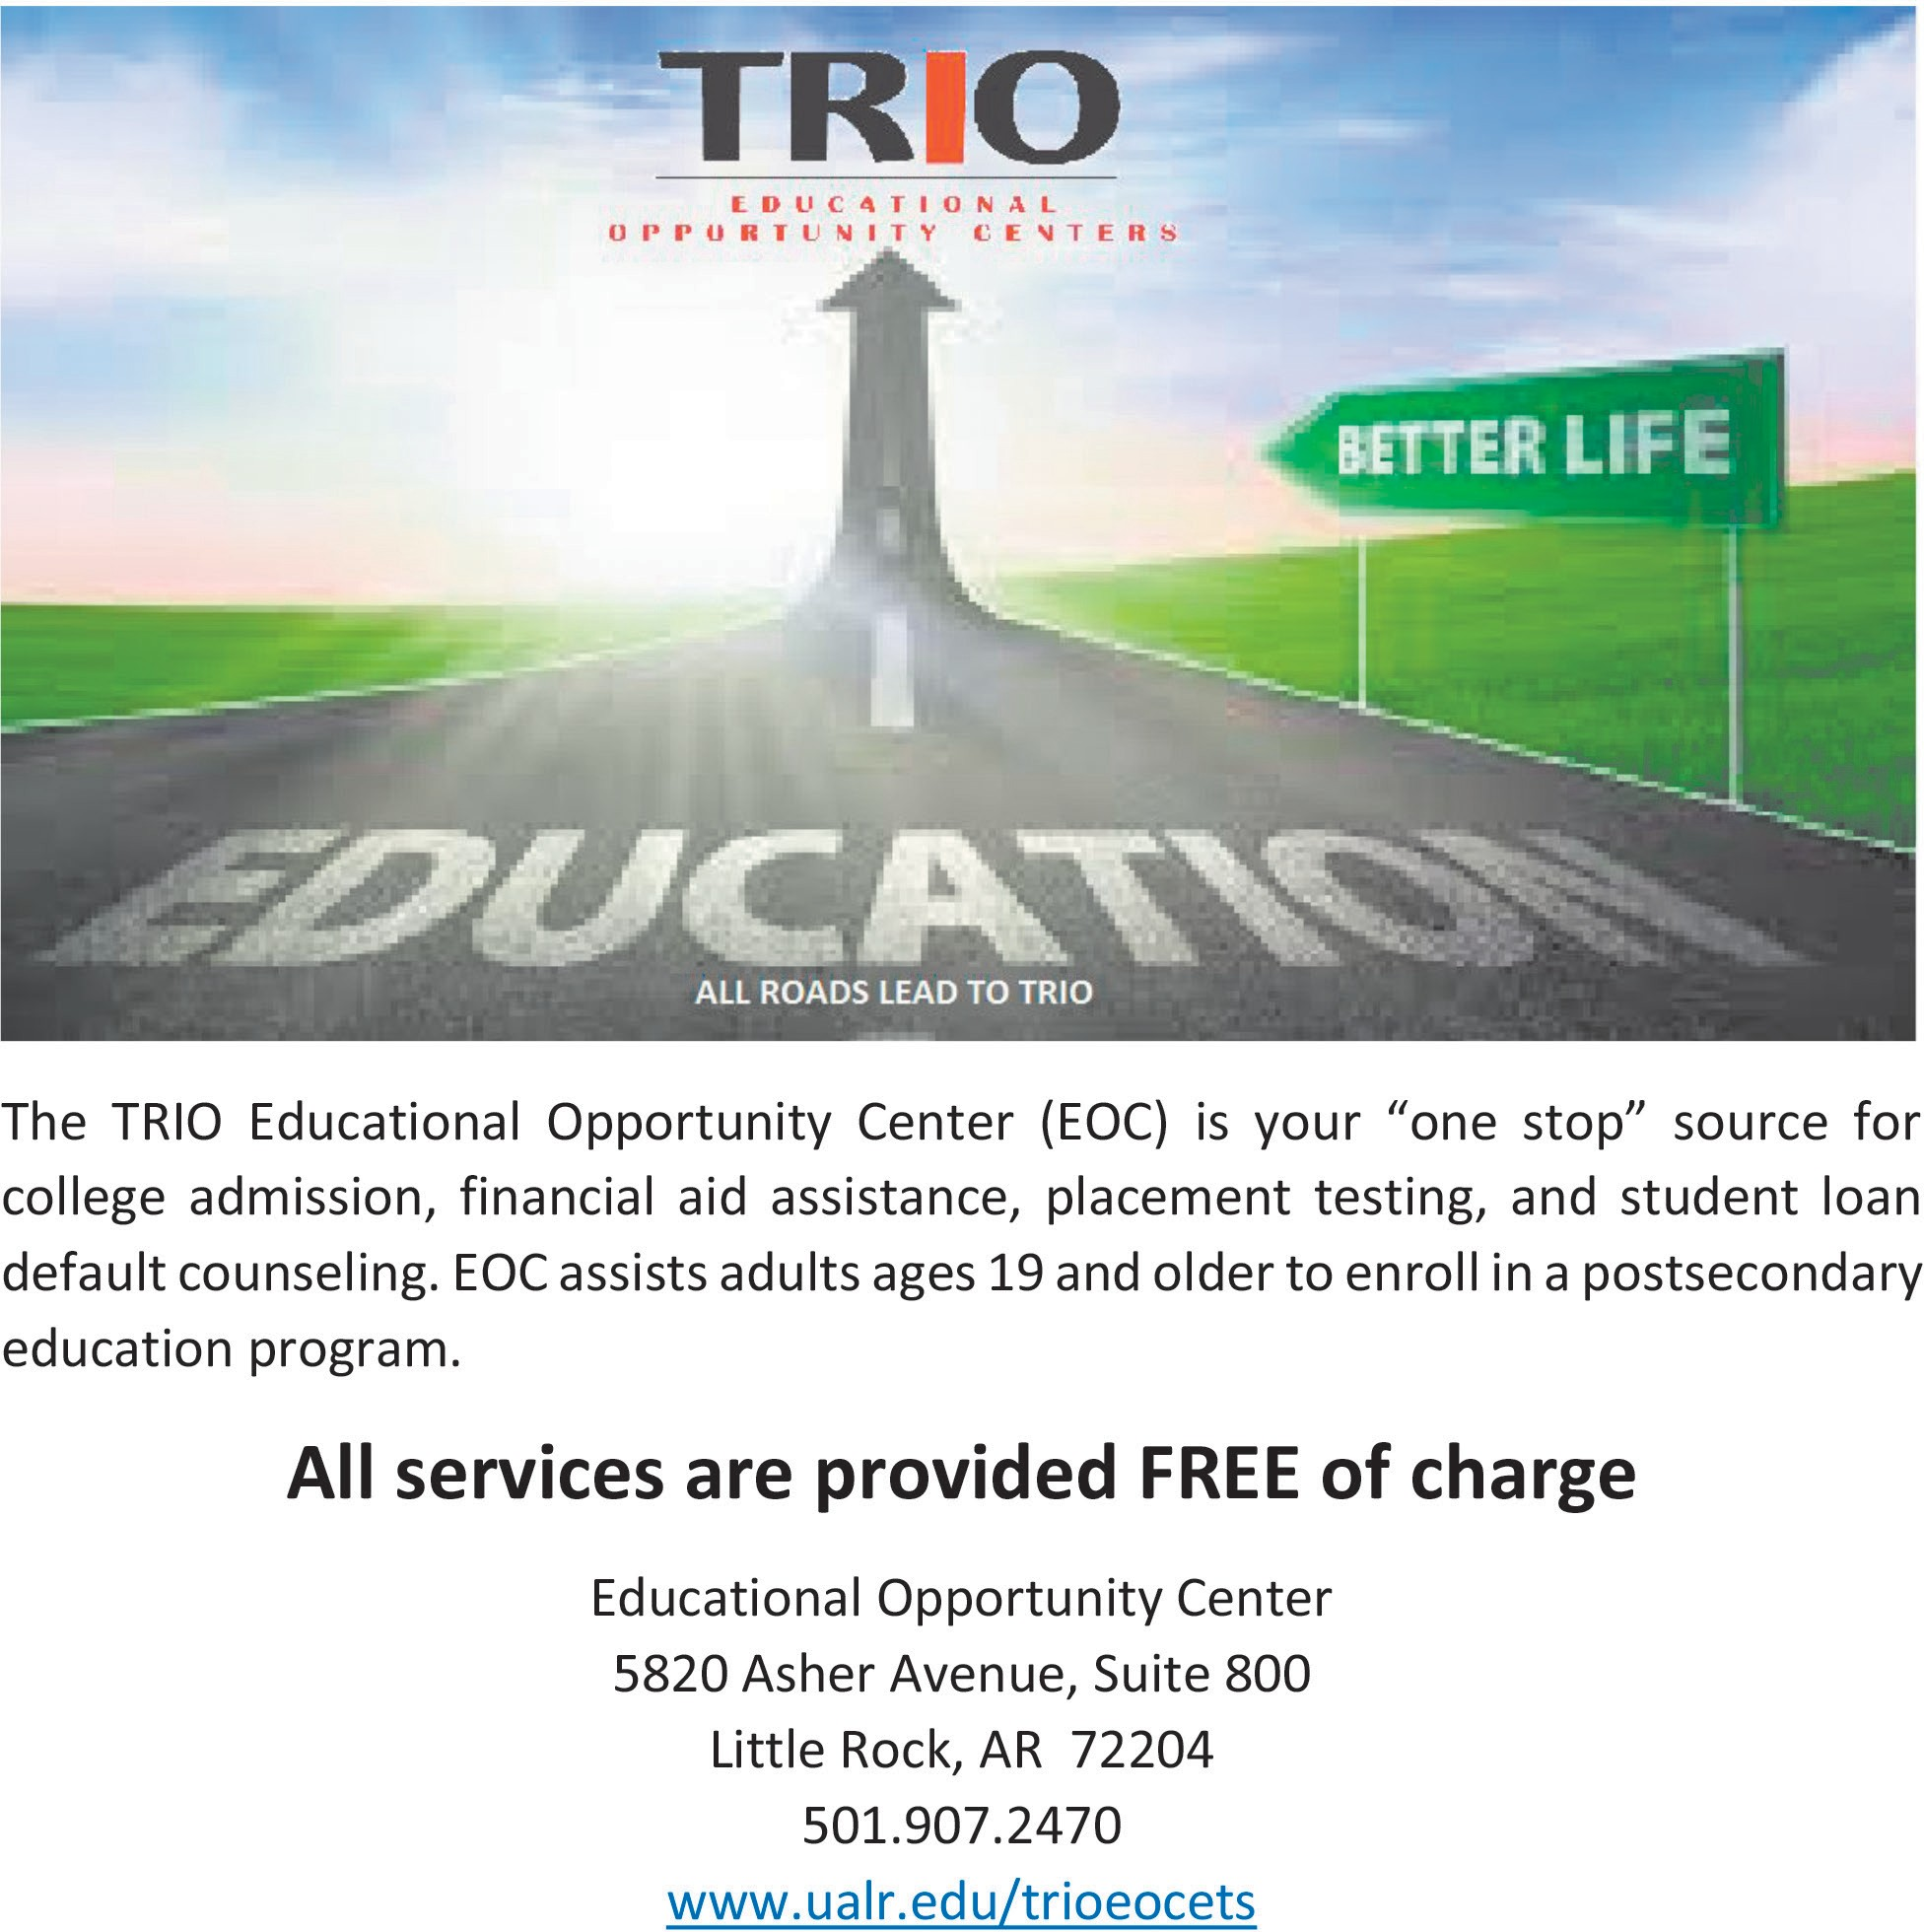 TRIO
EDUCATIONAL
OPPORTUNITY CENTERS
BETTER LIFE
EDUCATION
ALL ROADS LEAD TO TRIO
The TRIO Educational Opportunity Center (EOC) is your “one stop” source for
college admission, financial aid assistance, placement testing, and student loan
default counseling. EOC assists adults ages 19 and older to enroll in a postsecondary
education program.
All services are provided FREE of charge
Educational Opportunity Center
5820 Asher Avenue, Suite 800
Little Rock, AR  72204
501.907.2470
www.ualr.edu/trioeocets